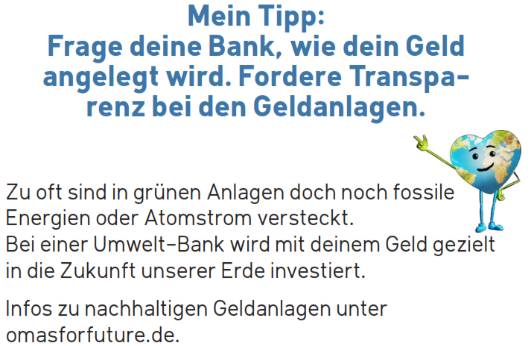 Mein Tipp:
Frage deine Bank, wie dein Geld
angelegt wird. Fordere Transpa-
renz bei den Geldanlagen.
Zu oft sind in grünen Anlagen doch noch fossile
Energien oder Atomstrom versteckt.
Bei einer Umwelt-Bank wird mit deinem Geld gezielt
in die Zukunft unserer Erde investiert.
Infos zu nachhaltigen Geldanlagen unter
omasforfuture.de.